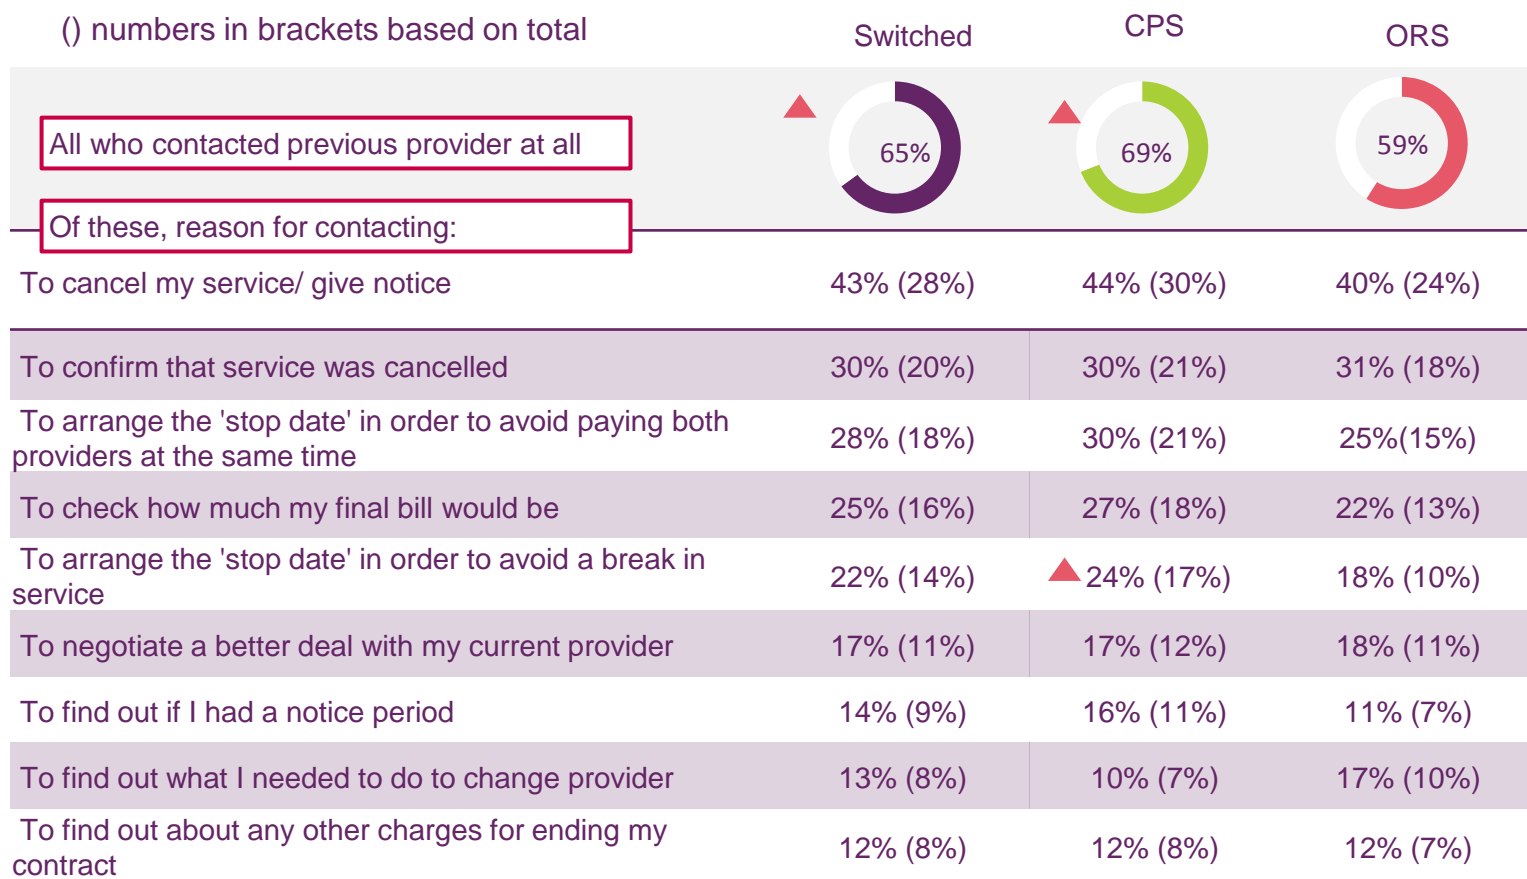 () numbers in brackets based on total
Switched
CPS
ORS
All who contacted previous provider at all
65%
69%
59%
Of these, reason for contacting:
To cancel my service/ give notice 43% (28%) 44% (30%) 40% (24%)
To confirm that service was cancelled 30% (20%) 30% (21%) 31% (18%)
To arrange the 'stop date' in order to avoid paying both
providers at the same time
28% (18%) 30% (21%) 25%(15%)
To check how much my final bill would be 25% (16%) 27% (18%) 22% (13%)
To arrange the 'stop date' in order to avoid a break in
service
22% (14%) 24% (17%) 18% (10%)
To negotiate a better deal with my current provider 17% (11%) 17% (12%) 18% (11%)
To find out if I had a notice period 14% (9%) 16% (11%) 11% (7%)
To find out what I needed to do to change provider 13% (8%) 10% (7%) 17% (10%)
To find out about any other charges for ending my
contract
12% (8%) 12% (8%) 12% (7%)